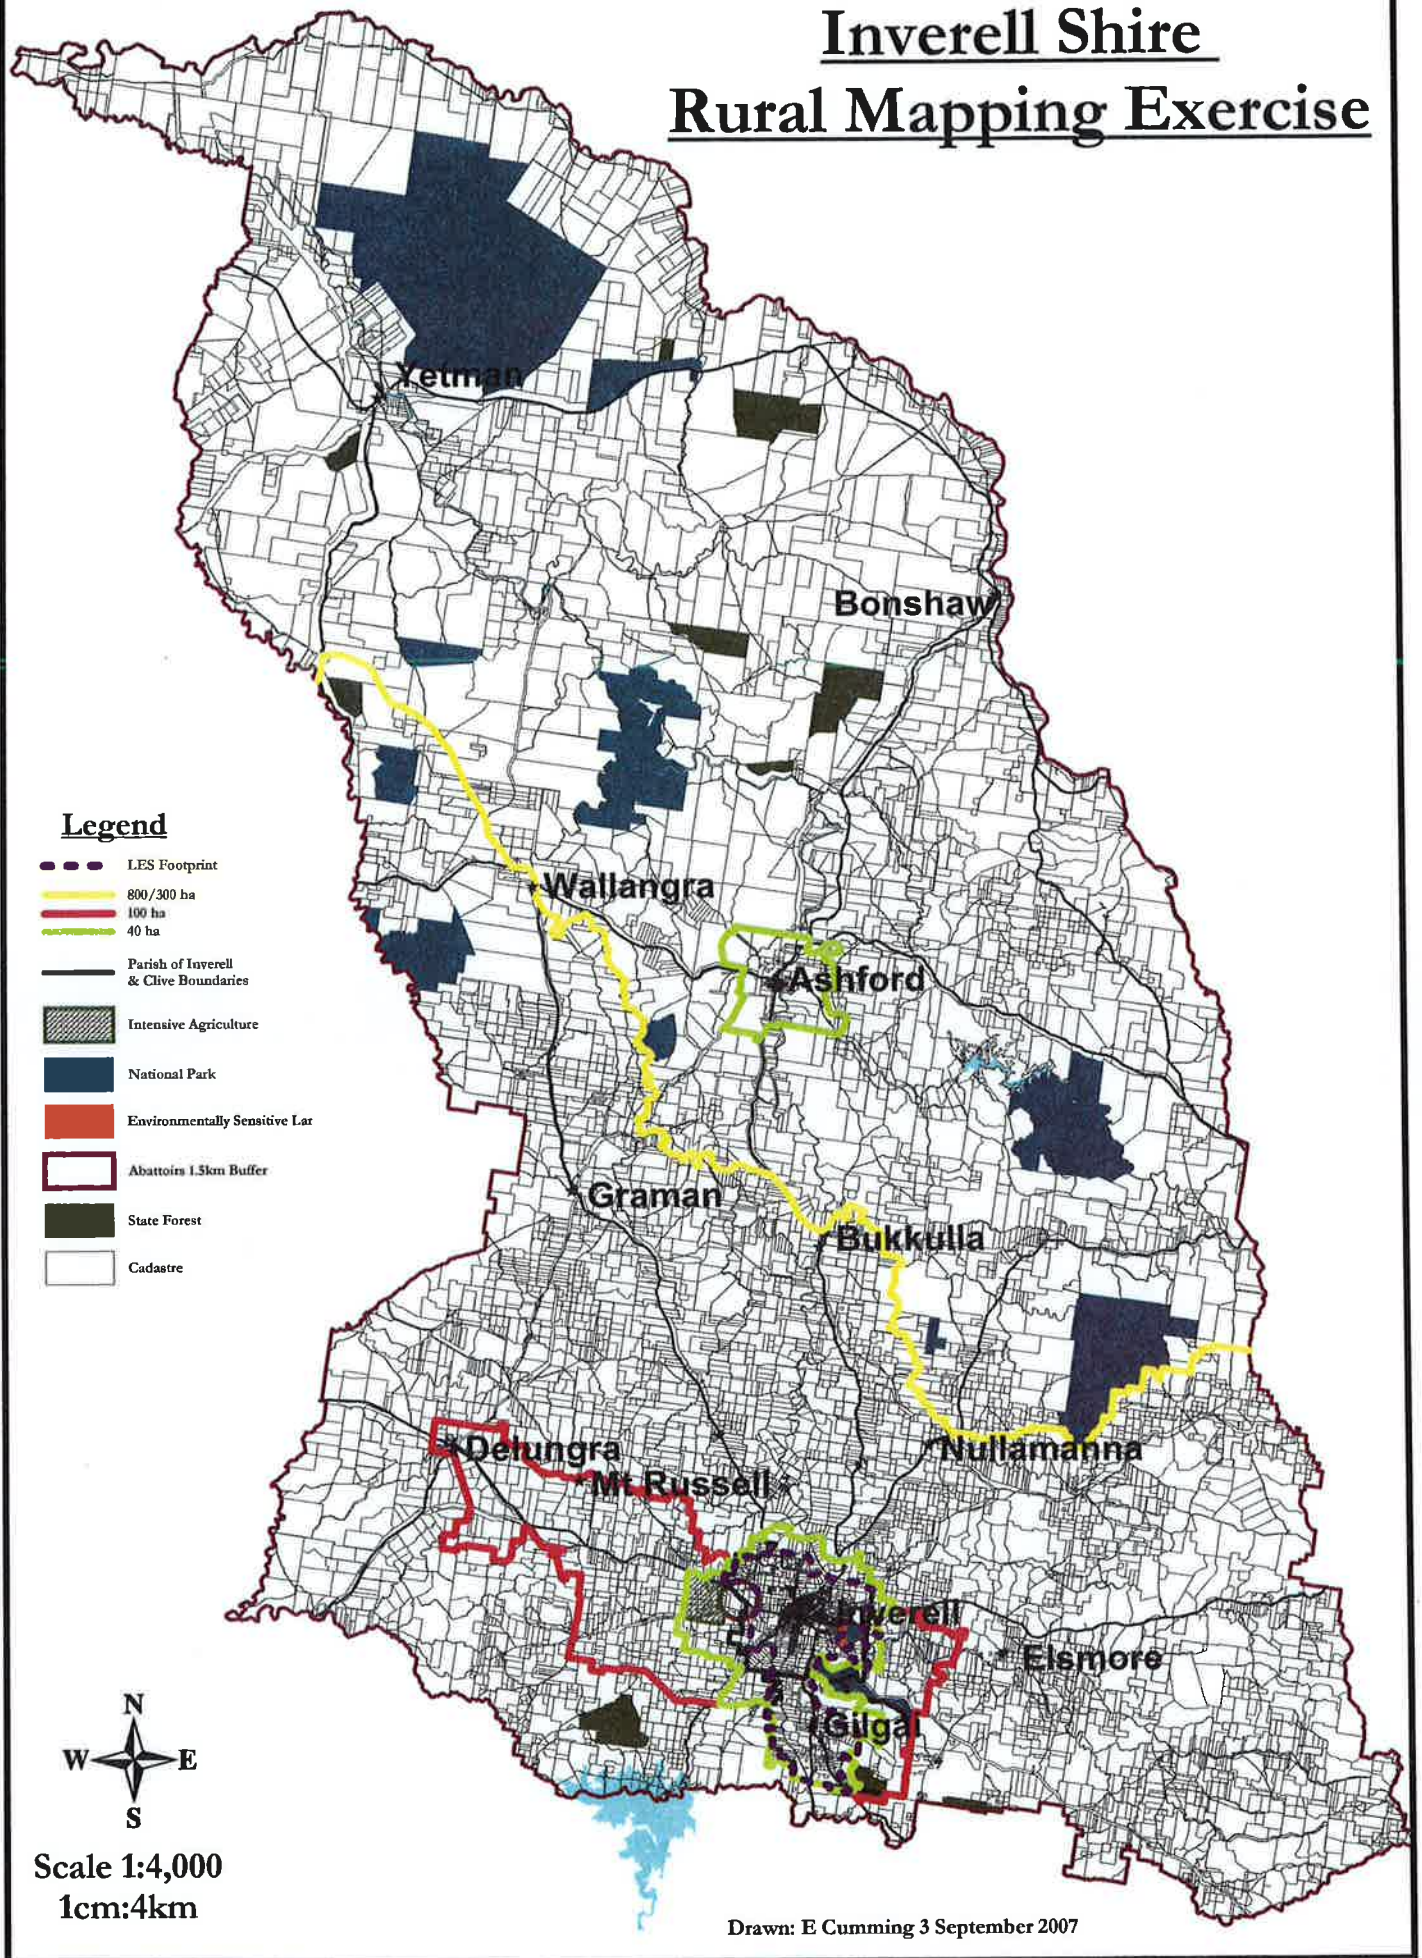 Inverell Shire
Rural Mapping Exercise
Yetman
Bonshaw
Wallangra
Ashford
Graman
Bukkulla
Delungra
Mt Russell
Nullamanna
Inverell
Elsmore
Gilgai
Legend
LES Footprint
800/300 ha
100 ha
40 ha
Parish of Inverell
& Clive Boundaries
Intensive Agriculture
National Park
Environmentally Sensitive Lar
Abattoirs 1.5km Buffer
State Forest
Cadastre
N
W E
S
Scale 1:4,000
1cm:4km
Drawn: E Cumming 3 September 2007